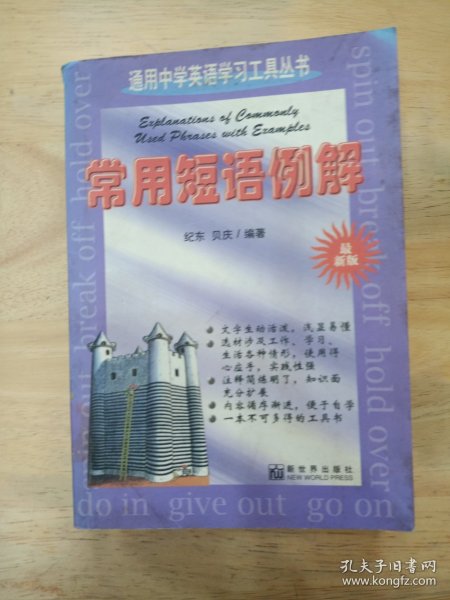 通用中学英语学习工具丛书
Explanations of Commonly
Used Phrases with Examples
常用短语例解
纪东 贝庆 / 编著
最
新版
文字生动活泼，浅显易懂
选材涉及工作、学习、
生活各种情形，使用得
心应手，实践性强
注释简练明了，知识面
充分扩展
内容循序渐进，便于自学
一本不可多得的工具书
新世界出版社
NEW WORLD PRESS
do in give out go on
break off hold over
spin out break off hold over
孔夫子旧书网
www.kongfz.com